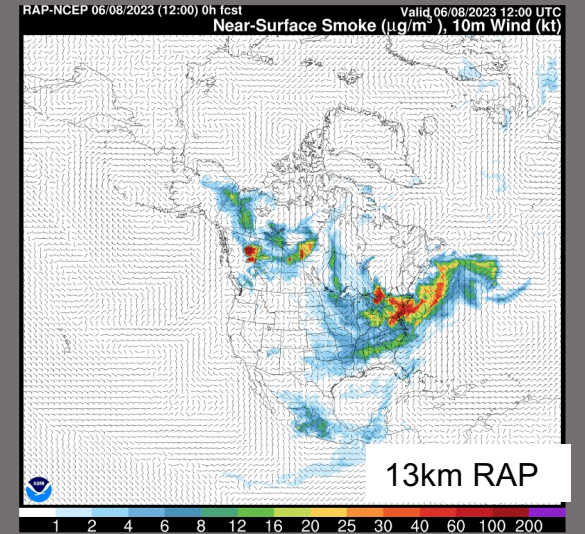 RAP-NCEP 06/08/2023 (12:00) 0h fcst
Valid 06/08/2023 12:00 UTC
Near-Surface Smoke (μg/m³), 10m Wind (kt)
NOAA
13km RAP
1 2 4 6 8 12 16 20 25 30 40 60 100 200